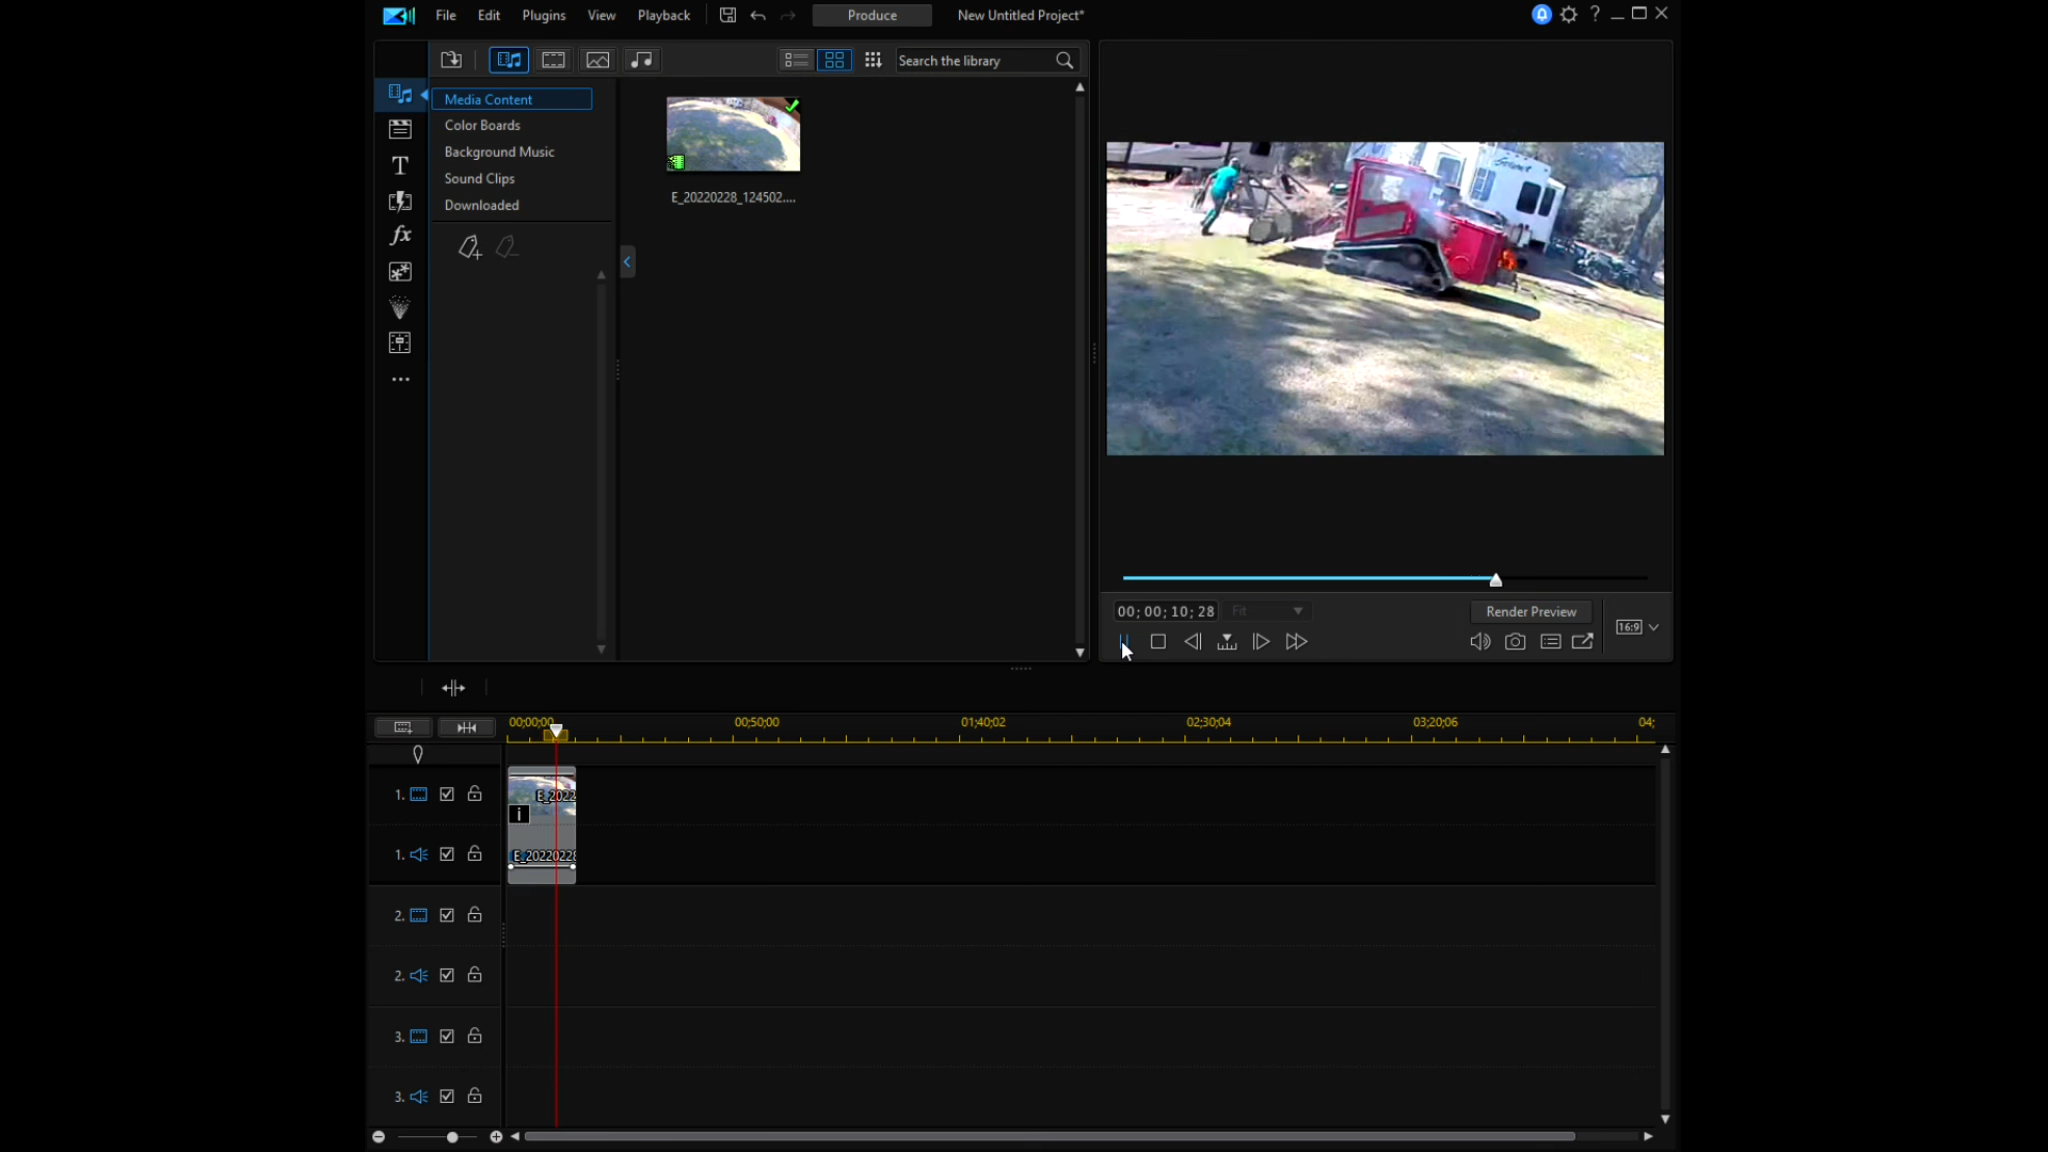 File Edit Plugins View Playback Produce New Untitled Project*
Search the library
Media Content
Color Boards
Background Music
Sound Clips
Downloaded
E_20220228_124502....
00; 00; 10; 28 Fit Render Preview
16:9
00;00;00 00;50;00 01;40;02 02;30;04 03;20;06 04;
1. E_2022
i
1. E_20220228
2.
2.
3.
3.